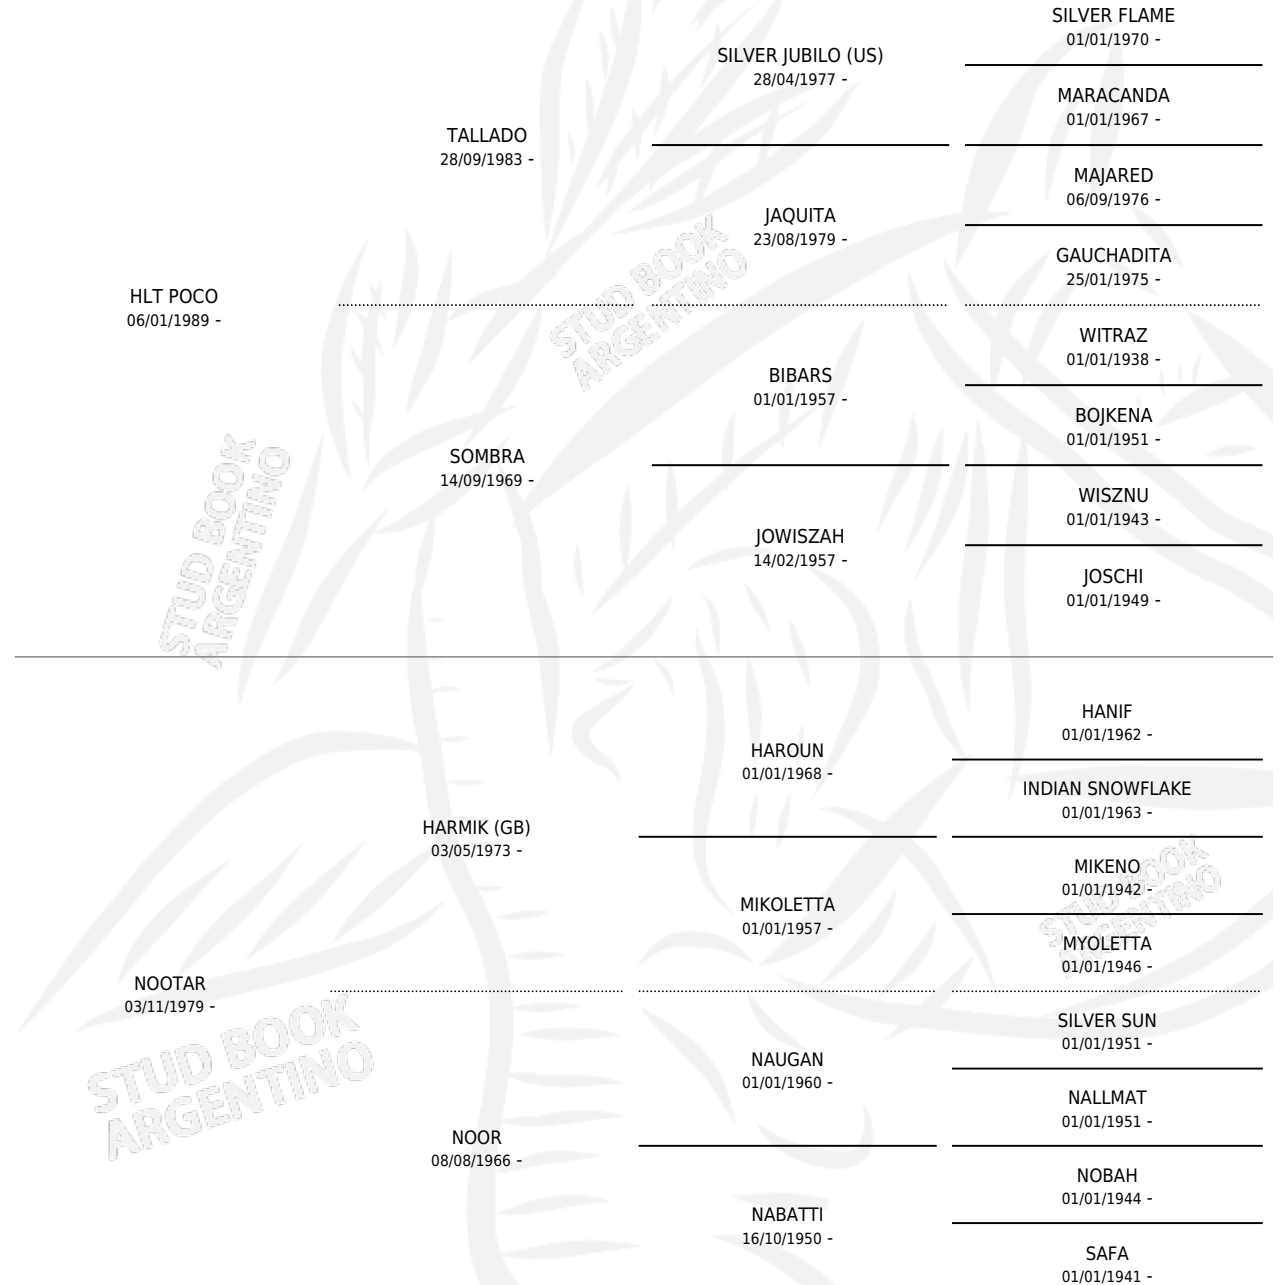 SILVER FLAME
01/01/1970 -
SILVER JUBILO (US)
28/04/1977 -
MARACANDA
01/01/1967 -
TALLADO
28/09/1983 -
MAJARED
06/09/1976 -
JAQUITA
23/08/1979 -
GAUCHADITA
25/01/1975 -
HLT POCO
06/01/1989 -
WITRAZ
01/01/1938 -
BIBARS
01/01/1957 -
BOJKENA
01/01/1951 -
SOMBRA
14/09/1969 -
WISZNU
01/01/1943 -
JOWISZAH
14/02/1957 -
JOSCHI
01/01/1949 -
STUD BOOK
ARGENTINO
STUD BOOK
ARGENTINO
HANIF
01/01/1962 -
HAROUN
01/01/1968 -
INDIAN SNOWFLAKE
01/01/1963 -
HARMIK (GB)
03/05/1973 -
MIKENO
01/01/1942 -
MIKOLETTA
01/01/1957 -
MYOLETTA
01/01/1946 -
NOOTAR
03/11/1979 -
SILVER SUN
01/01/1951 -
NAUGAN
01/01/1960 -
NALLMAT
01/01/1951 -
NOOR
08/08/1966 -
NOBAH
01/01/1944 -
NABATTI
16/10/1950 -
SAFA
01/01/1941 -
STUD BOOK
ARGENTINO
STUD BOOK
ARGENTINO